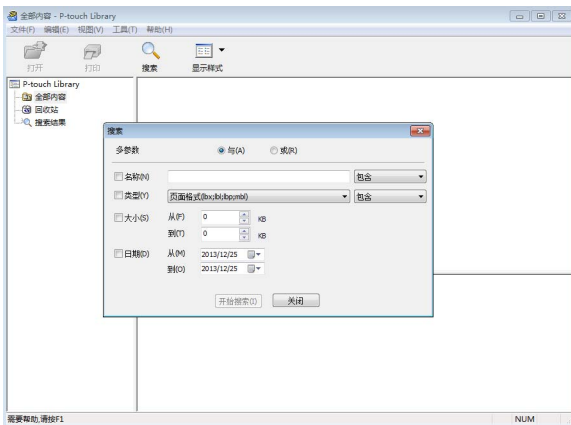 全部内容 - P-touch Library
文件(F) 编辑(E) 视图(V) 工具(T) 帮助(H)
打开 打印 搜索 显示样式
P-touch Library
全部内容
回收站
搜索结果
搜索
多参数 与(A) 或(R)
名称(N) 包含
类型(Y) 页面格式(lbx;lbl;lbp;mbl) 包含
大小(S) 从(F) 0 KB
到(T) 0 KB
日期(D) 从(M) 2013/12/25
到(O) 2013/12/25
开始搜索(I) 关闭
需要帮助,请按F1 NUM